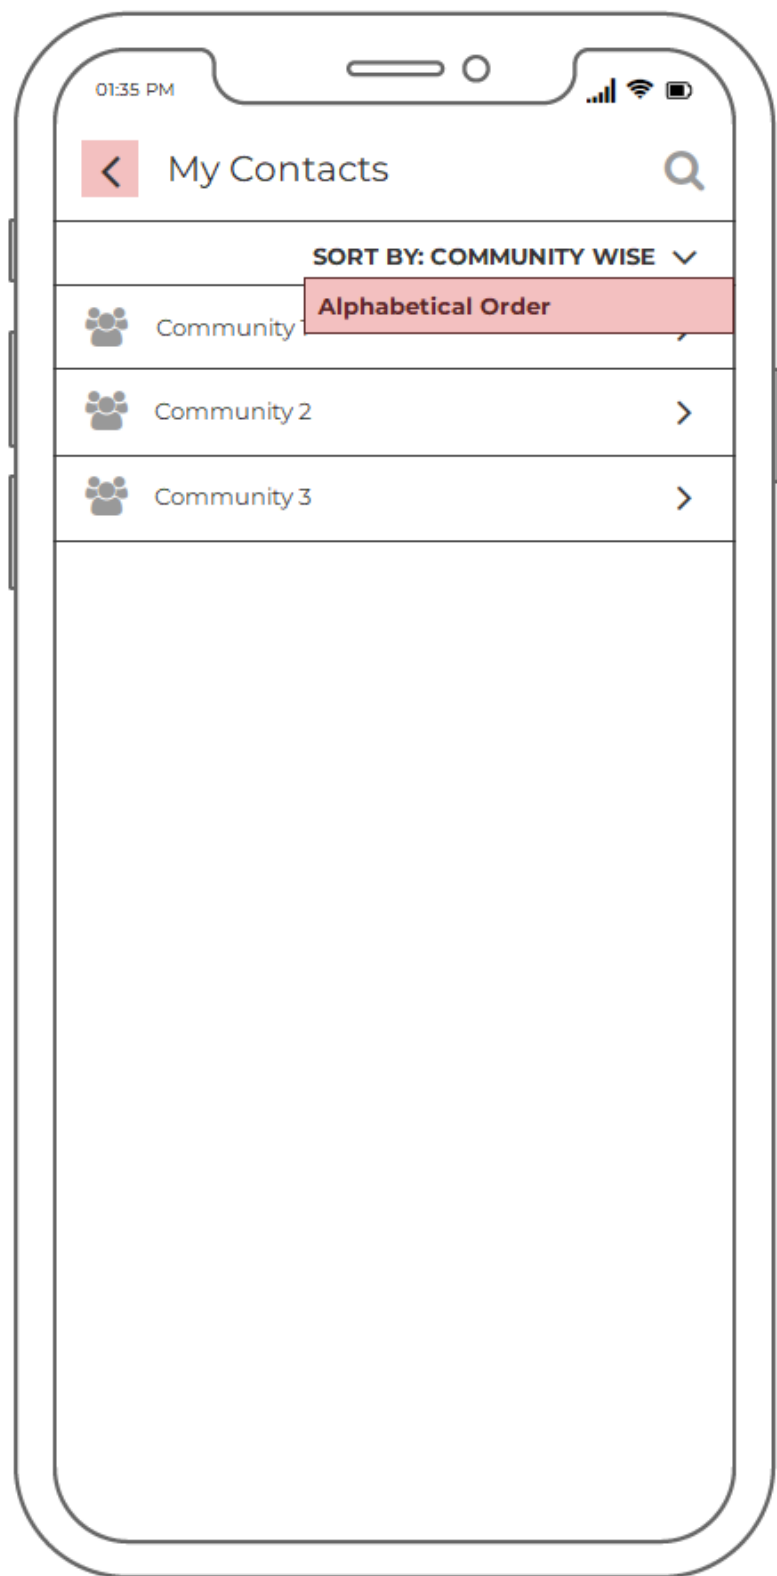 01:35 PM
My Contacts
SORT BY: COMMUNITY WISE
Alphabetical Order
Community
Community 2
Community 3